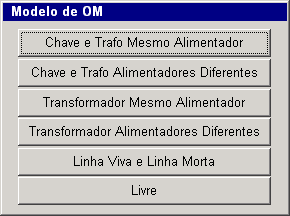 Modelo de OM
Chave e Trafo Mesmo Alimentador
Chave e Trafo Alimentadores Diferentes
Transformador Mesmo Alimentador
Transformador Alimentadores Diferentes
Linha Viva e Linha Morta
Livre